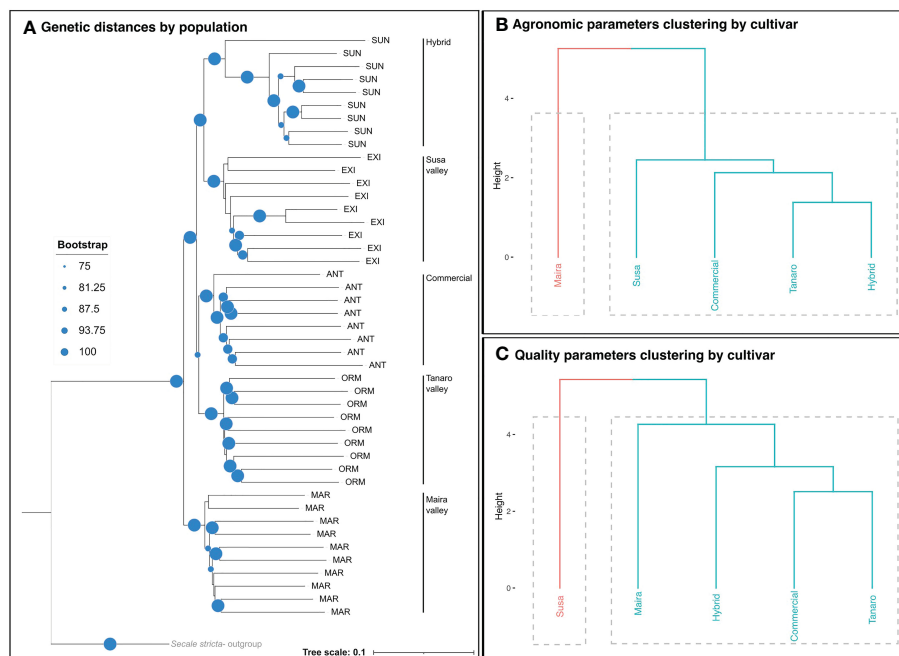 A Genetic distances by population
SUN
Hybrid
SUN
SUN
SUN
SUN
SUN
SUN
SUN
SUN
EXI
Susa
valley
EXI
EXI
EXI
EXI
EXI
EXI
EXI
EXI
ANT
Commercial
ANT
ANT
ANT
ANT
ANT
ANT
ANT
ORM
Tanaro
valley
ORM
ORM
ORM
ORM
ORM
ORM
ORM
ORM
MAR
Maira
valley
MAR
MAR
MAR
MAR
MAR
MAR
MAR
MAR
MAR
Bootstrap
75
81.25
87.5
93.75
100
Secale stricta- outgroup
Tree scale: 0.1
B Agronomic parameters clustering by cultivar
Height
4
2
0
Maira
Susa
Commercial
Tanaro
Hybrid
C Quality parameters clustering by cultivar
Height
4
2
0
Susa
Maira
Hybrid
Commercial
Tanaro